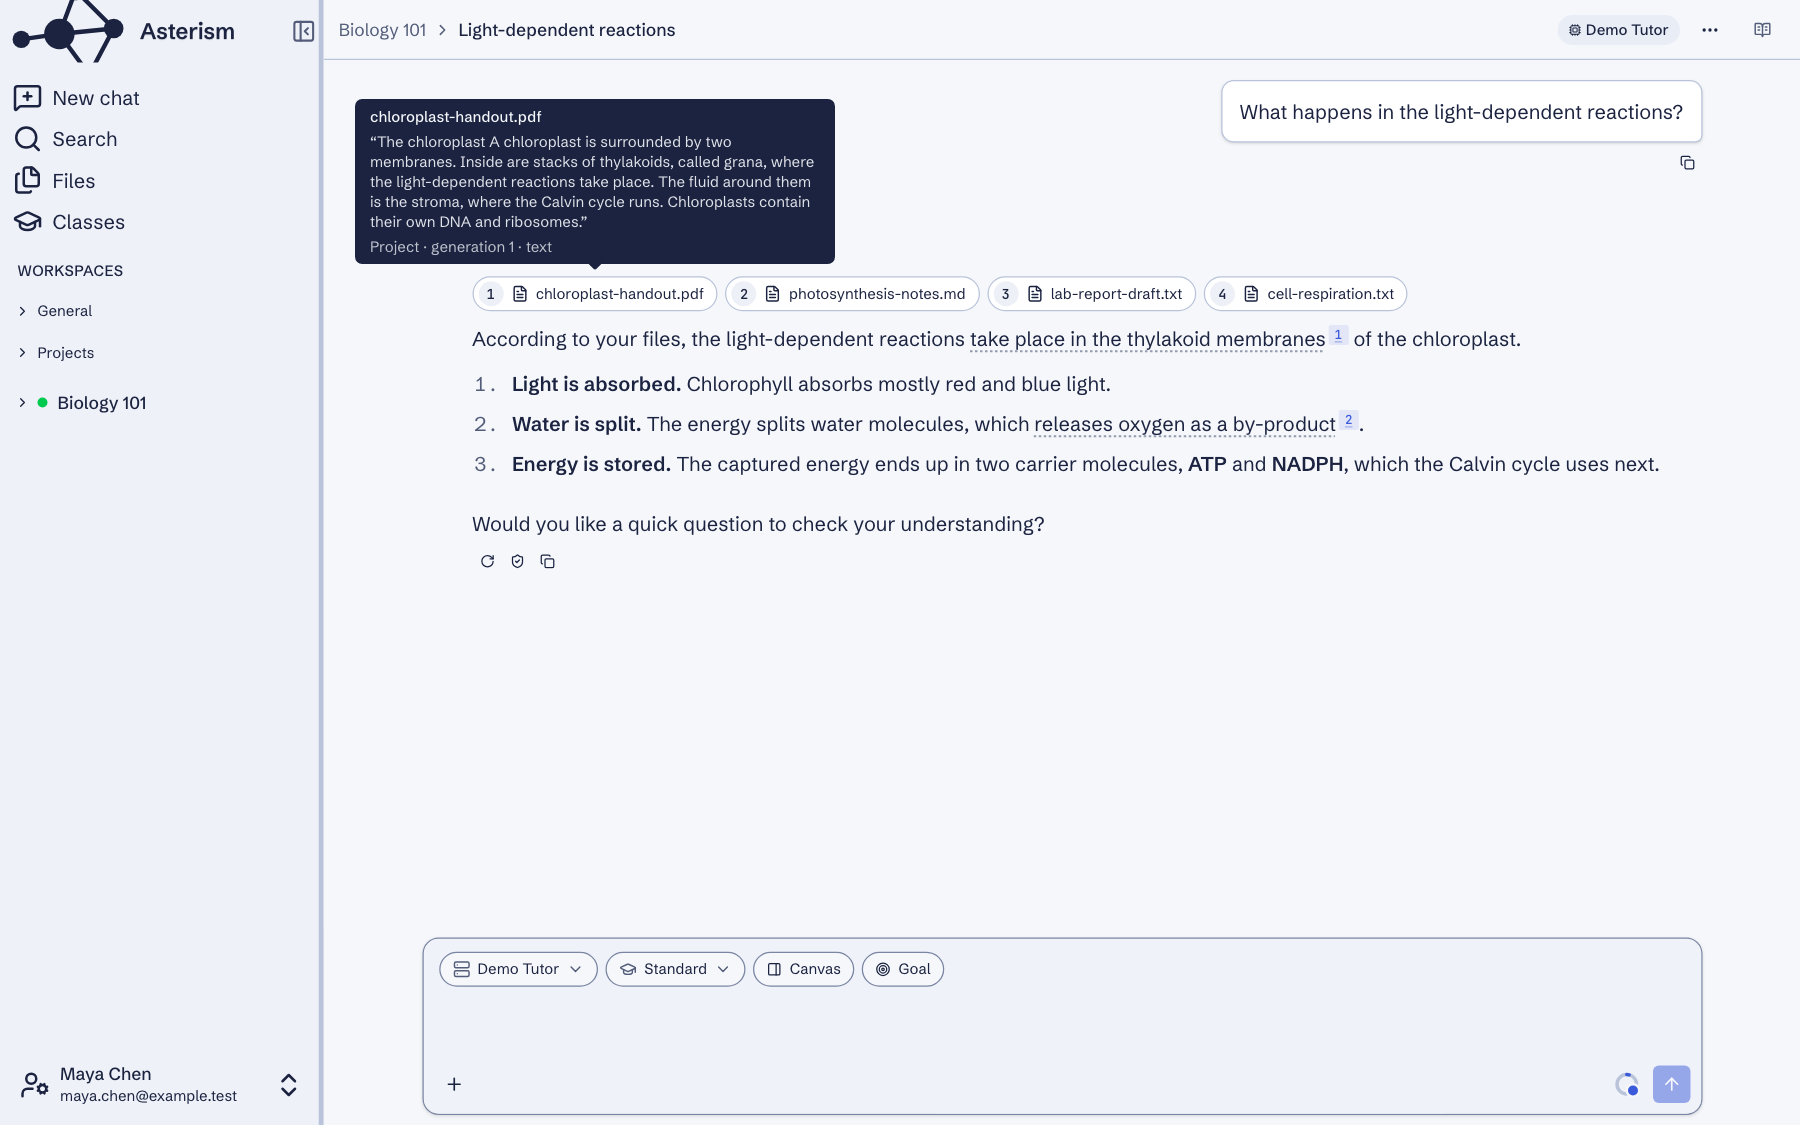 Asterism
New chat
Search
Files
Classes
WORKSPACES
General
Projects
Biology 101
Maya Chen
maya.chen@example.test
Biology 101 > Light-dependent reactions
Demo Tutor
What happens in the light-dependent reactions?
chloroplast-handout.pdf
“The chloroplast A chloroplast is surrounded by two
membranes. Inside are stacks of thylakoids, called grana, where
the light-dependent reactions take place. The fluid around them
is the stroma, where the Calvin cycle runs. Chloroplasts contain
their own DNA and ribosomes.”
Project · generation 1 · text
1 chloroplast-handout.pdf 2 photosynthesis-notes.md 3 lab-report-draft.txt 4 cell-respiration.txt
According to your files, the light-dependent reactions take place in the thylakoid membranes 1 of the chloroplast.
1. Light is absorbed. Chlorophyll absorbs mostly red and blue light.
2. Water is split. The energy splits water molecules, which releases oxygen as a by-product 2.
3. Energy is stored. The captured energy ends up in two carrier molecules, ATP and NADPH, which the Calvin cycle uses next.
Would you like a quick question to check your understanding?
Demo Tutor Standard Canvas Goal